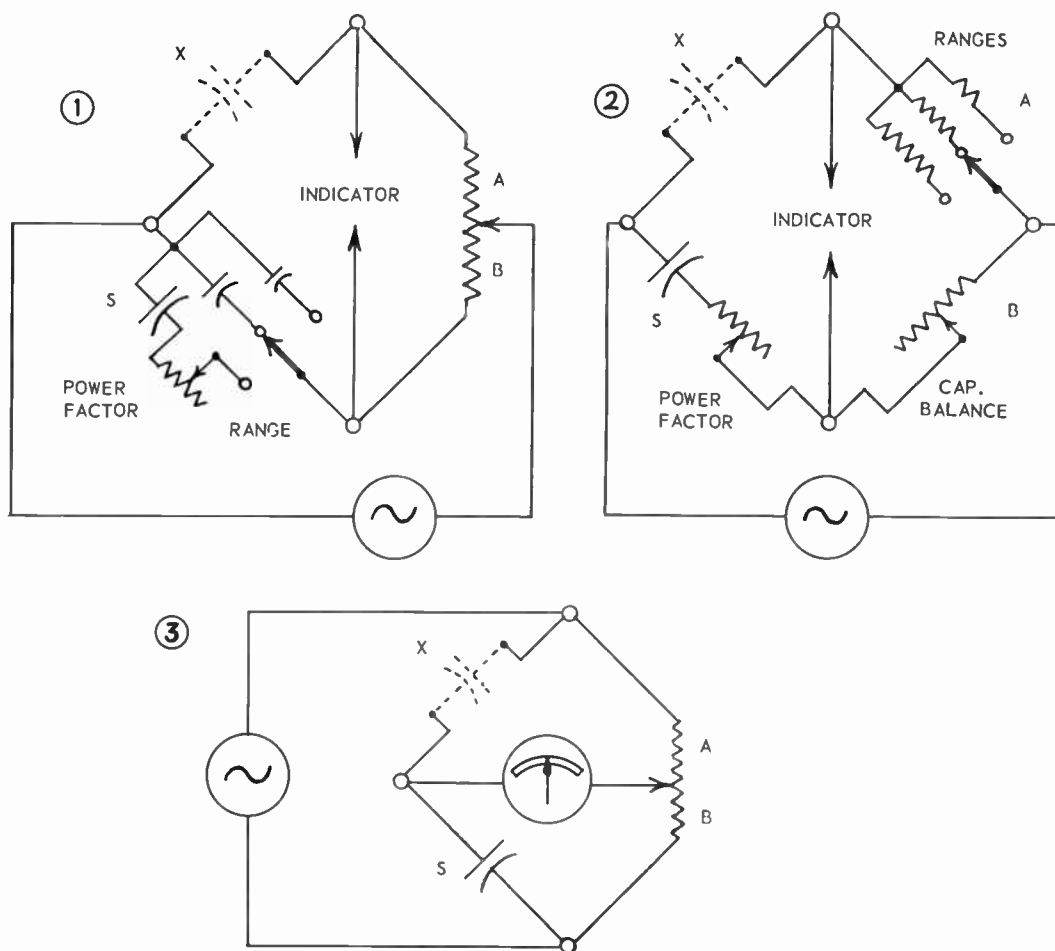 1
X
A
INDICATOR
B
S
POWER
FACTOR
RANGE
2
X
RANGES
A
INDICATOR
S
B
POWER
FACTOR
CAP.
BALANCE
3
X
A
B
S